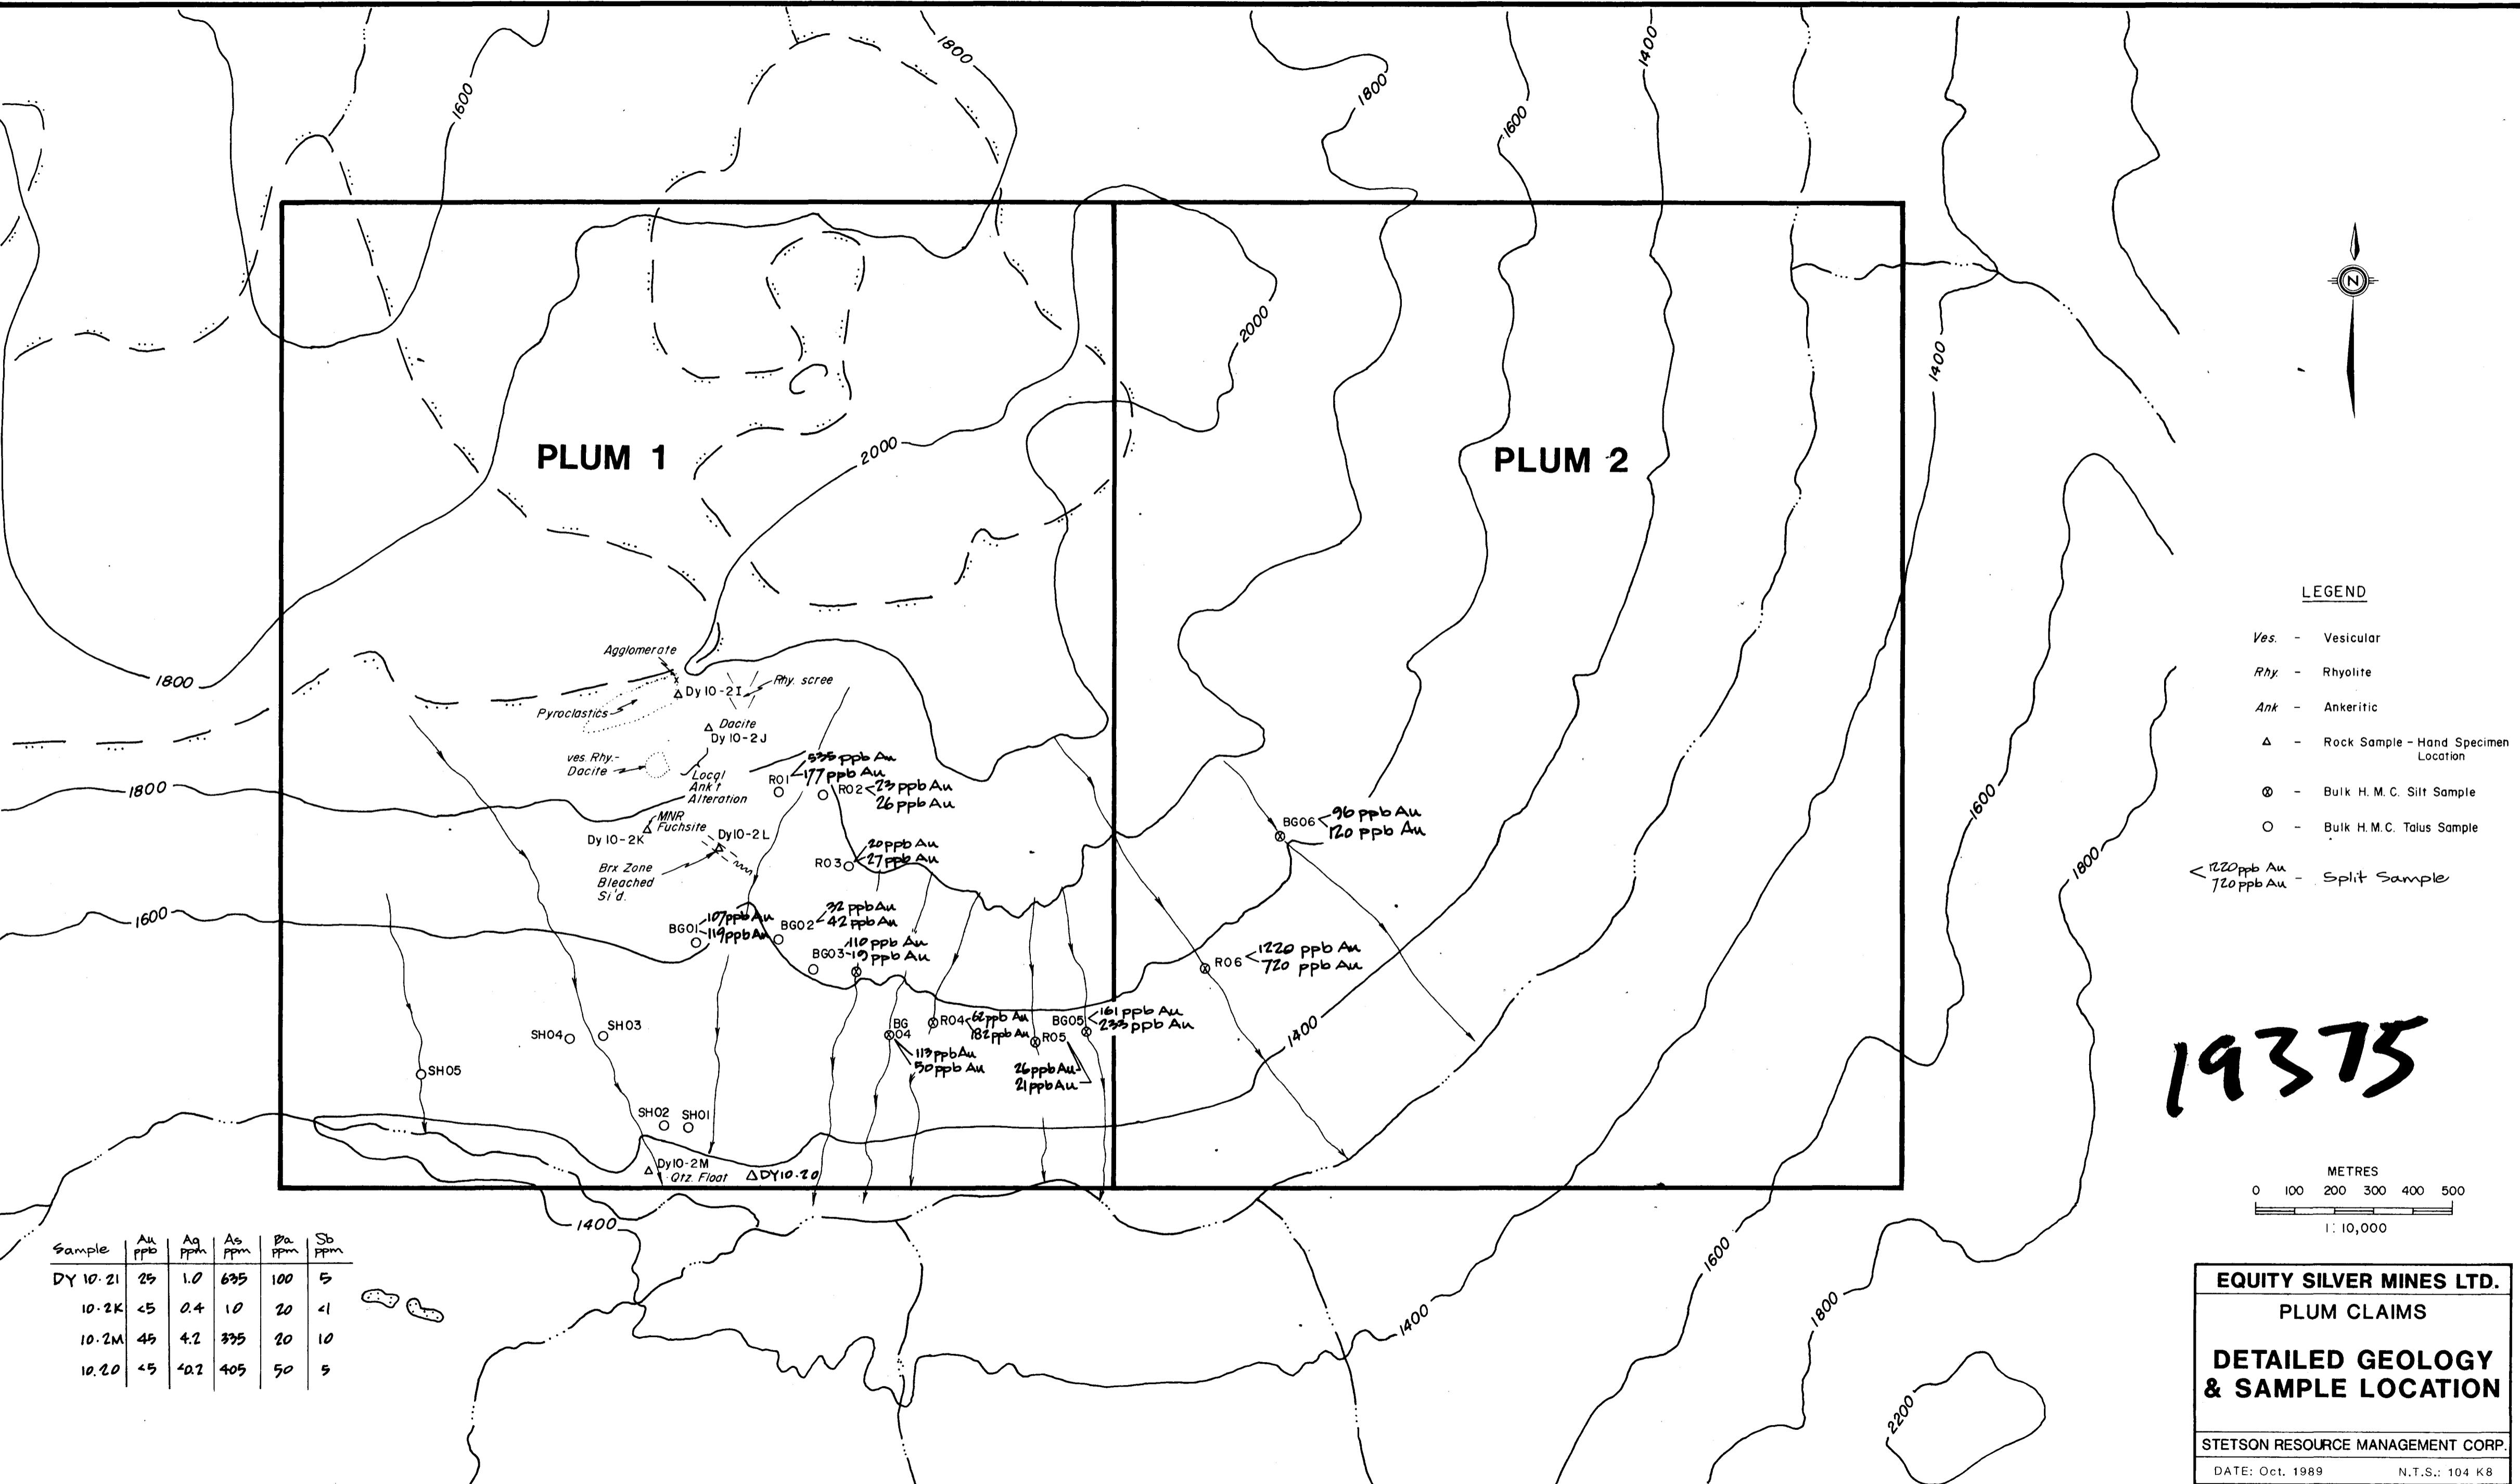 1800
1600
1800
1600
1400
2000
1400
PLUM 1
PLUM 2
2000
N
LEGEND
Ves. - Vesicular
Rhy. - Rhyolite
Ank - Ankeritic
△ - Rock Sample - Hand Specimen
Location
⊗ - Bulk H. M. C. Silt Sample
○ - Bulk H. M. C. Talus Sample
< 1220 ppb Au
720 ppb Au - Split Sample
1800
Agglomerate
Dy 10-2I
Rhy. scree
Pyroclastics
Dacite
Dy 10-2J
ves. Rhy.-
Dacite
Local
Ank't
Alteration
R01
535 ppb Au
177 ppb Au
R02
23 ppb Au
26 ppb Au
1800
MNR
Fuchsite
Dy 10-2K
Dy10-2L
Brx Zone
Bleached
Si'd.
R03
20 ppb Au
27 ppb Au
BG06
96 ppb Au
120 ppb Au
1600
1800
1600
BG01
107 ppb Au
119 ppb Au
BG02
32 ppb Au
42 ppb Au
BG03
110 ppb Au
19 ppb Au
R06
1220 ppb Au
720 ppb Au
SH04
SH03
BG
04
113 ppb Au
50 ppb Au
R04
62 ppb Au
182 ppb Au
R05
26 ppb Au
21 ppb Au
BG05
161 ppb Au
233 ppb Au
1400
SH05
SH02
SH01
Dy10-2M
Qtz. Float
DY10-20
19375
1400
METRES
0 100 200 300 400 500
1: 10,000
Sample Au ppb Ag ppm As ppm Ba ppm Sb ppm
DY 10.2I 25 1.0 635 100 5
10.2K <5 0.4 10 20 <1
10.2M 45 4.2 335 20 10
10.20 <5 <0.2 405 50 5
1600
1400
1800
2200
EQUITY SILVER MINES LTD.
PLUM CLAIMS
DETAILED GEOLOGY
& SAMPLE LOCATION
STETSON RESOURCE MANAGEMENT CORP.
DATE: Oct. 1989 N.T.S.: 104 K8